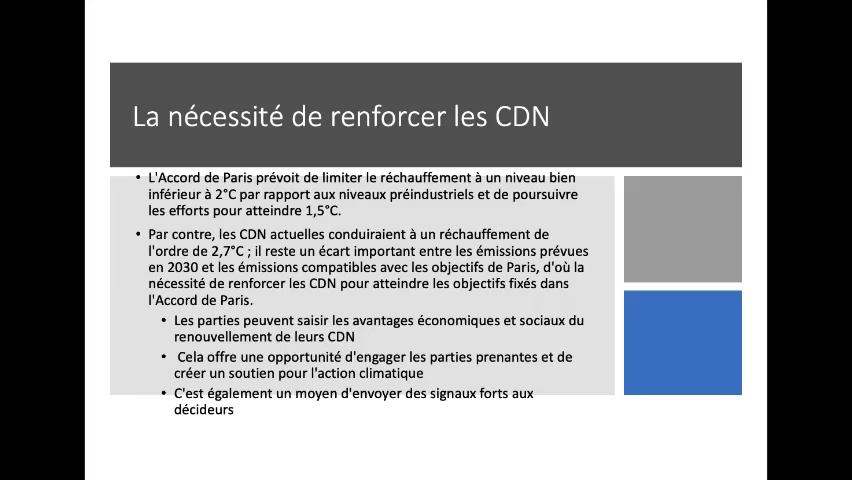 La nécessité de renforcer les CDN
• L'Accord de Paris prévoit de limiter le réchauffement à un niveau bien
inférieur à 2°C par rapport aux niveaux préindustriels et de poursuivre
les efforts pour atteindre 1,5°C.
• Par contre, les CDN actuelles conduiraient à un réchauffement de
l'ordre de 2,7°C ; il reste un écart important entre les émissions prévues
en 2030 et les émissions compatibles avec les objectifs de Paris, d'où la
nécessité de renforcer les CDN pour atteindre les objectifs fixés dans
l'Accord de Paris.
• Les parties peuvent saisir les avantages économiques et sociaux du
renouvellement de leurs CDN
• Cela offre une opportunité d'engager les parties prenantes et de
créer un soutien pour l'action climatique
• C'est également un moyen d'envoyer des signaux forts aux
décideurs